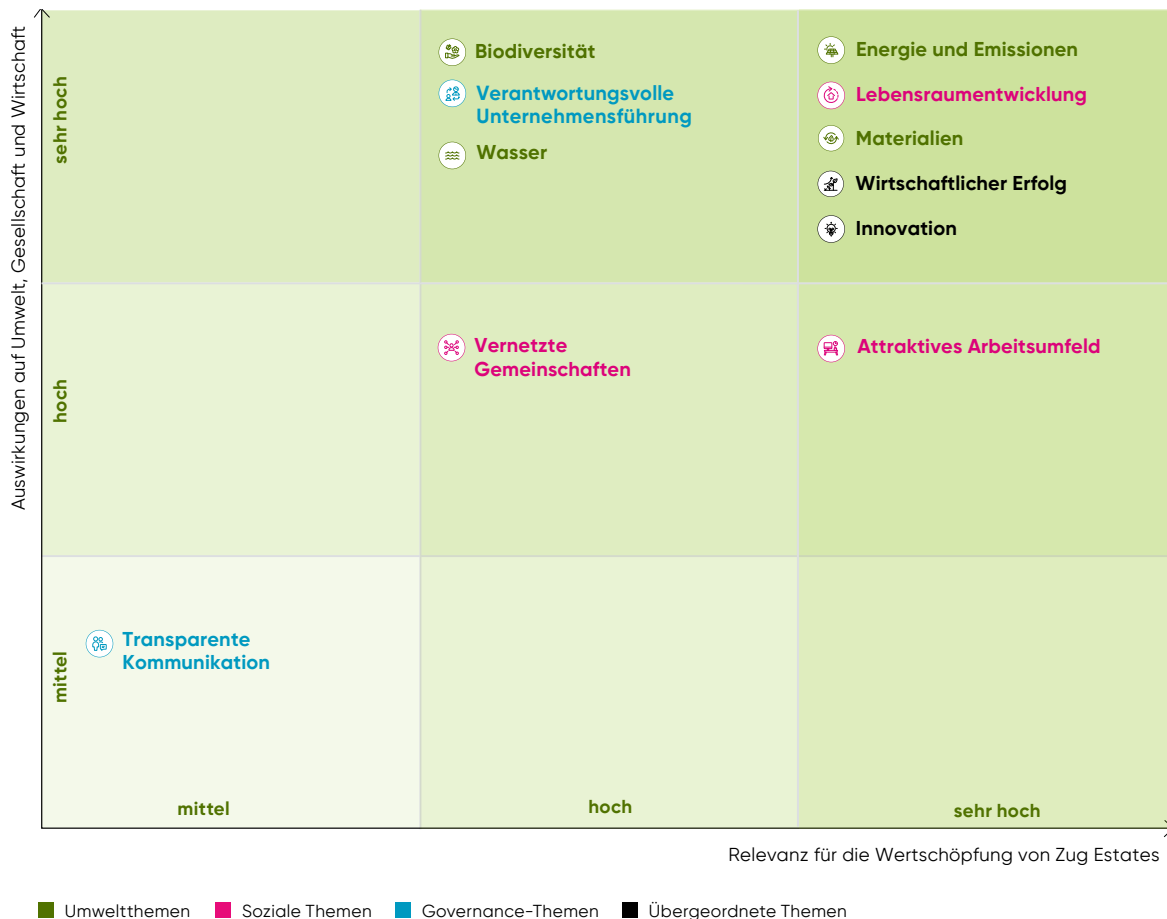 Auswirkungen auf Umwelt, Gesellschaft und Wirtschaft
sehr hoch
Biodiversität
Verantwortungsvolle
Unternehmensführung
Wasser
Energie und Emissionen
Lebensraumentwicklung
Materialien
Wirtschaftlicher Erfolg
Innovation
hoch
Vernetzte
Gemeinschaften
Attraktives Arbeitsumfeld
mittel
Transparente
Kommunikation
mittel
hoch
sehr hoch
Relevanz für die Wertschöpfung von Zug Estates
Umweltthemen
Soziale Themen
Governance-Themen
Übergeordnete Themen